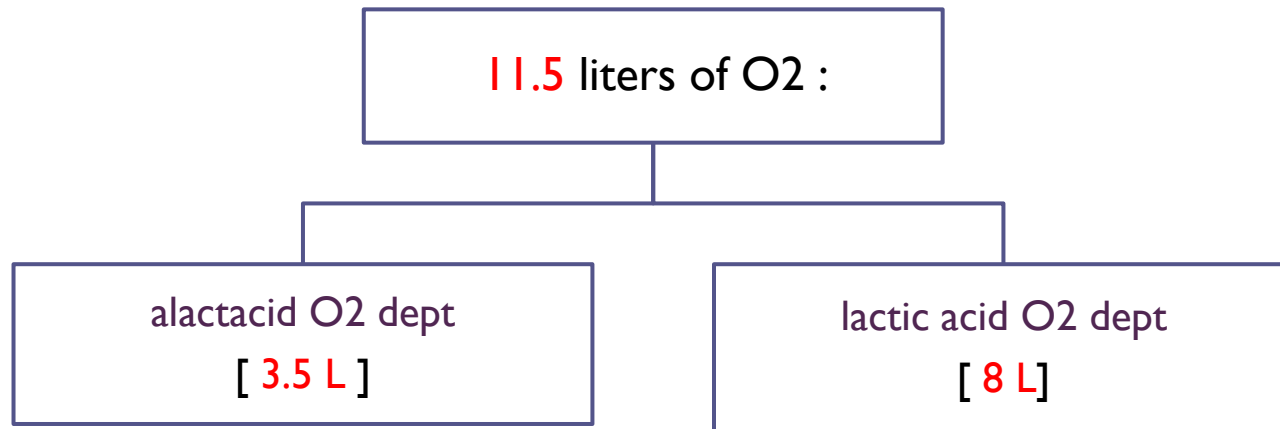 11.5 liters of O2 :
alactacid O2 dept
[ 3.5 L ]
lactic acid O2 dept
[ 8 L]